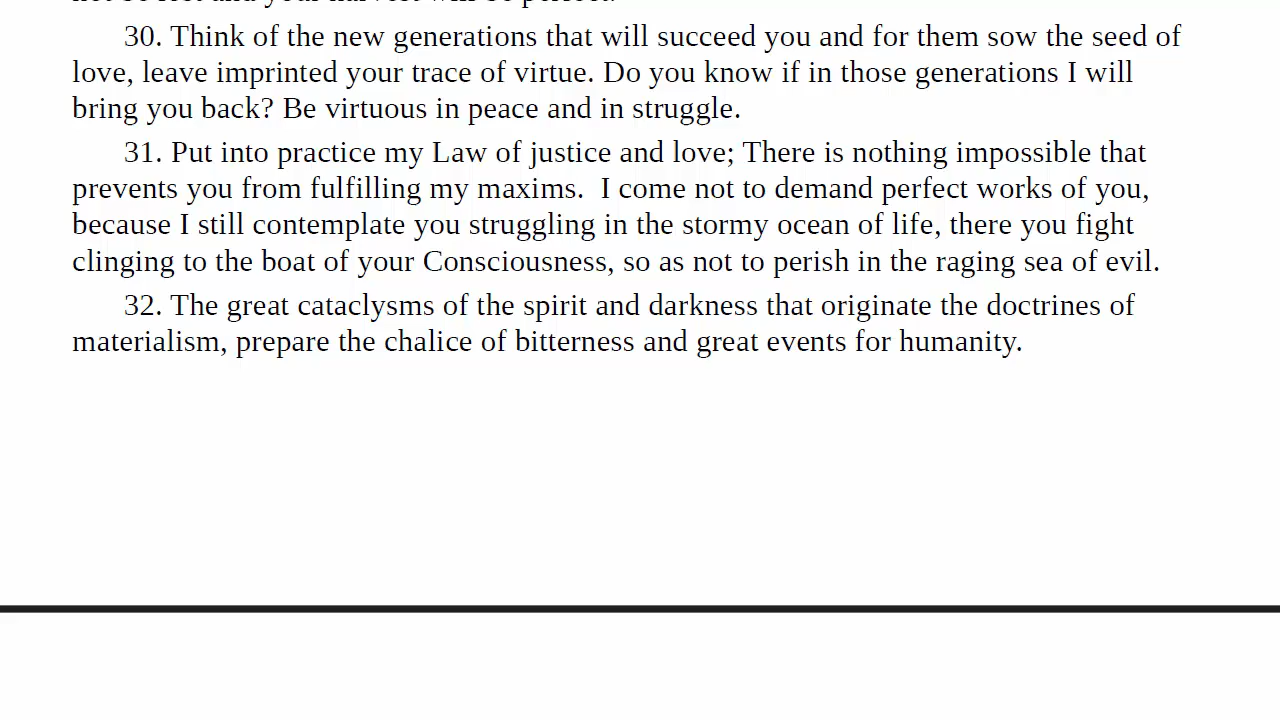 30. Think of the new generations that will succeed you and for them sow the seed of
love, leave imprinted your trace of virtue. Do you know if in those generations I will
bring you back? Be virtuous in peace and in struggle.
31. Put into practice my Law of justice and love; There is nothing impossible that
prevents you from fulfilling my maxims.  I come not to demand perfect works of you,
because I still contemplate you struggling in the stormy ocean of life, there you fight
clinging to the boat of your Consciousness, so as not to perish in the raging sea of evil.
32. The great cataclysms of the spirit and darkness that originate the doctrines of
materialism, prepare the chalice of bitterness and great events for humanity.